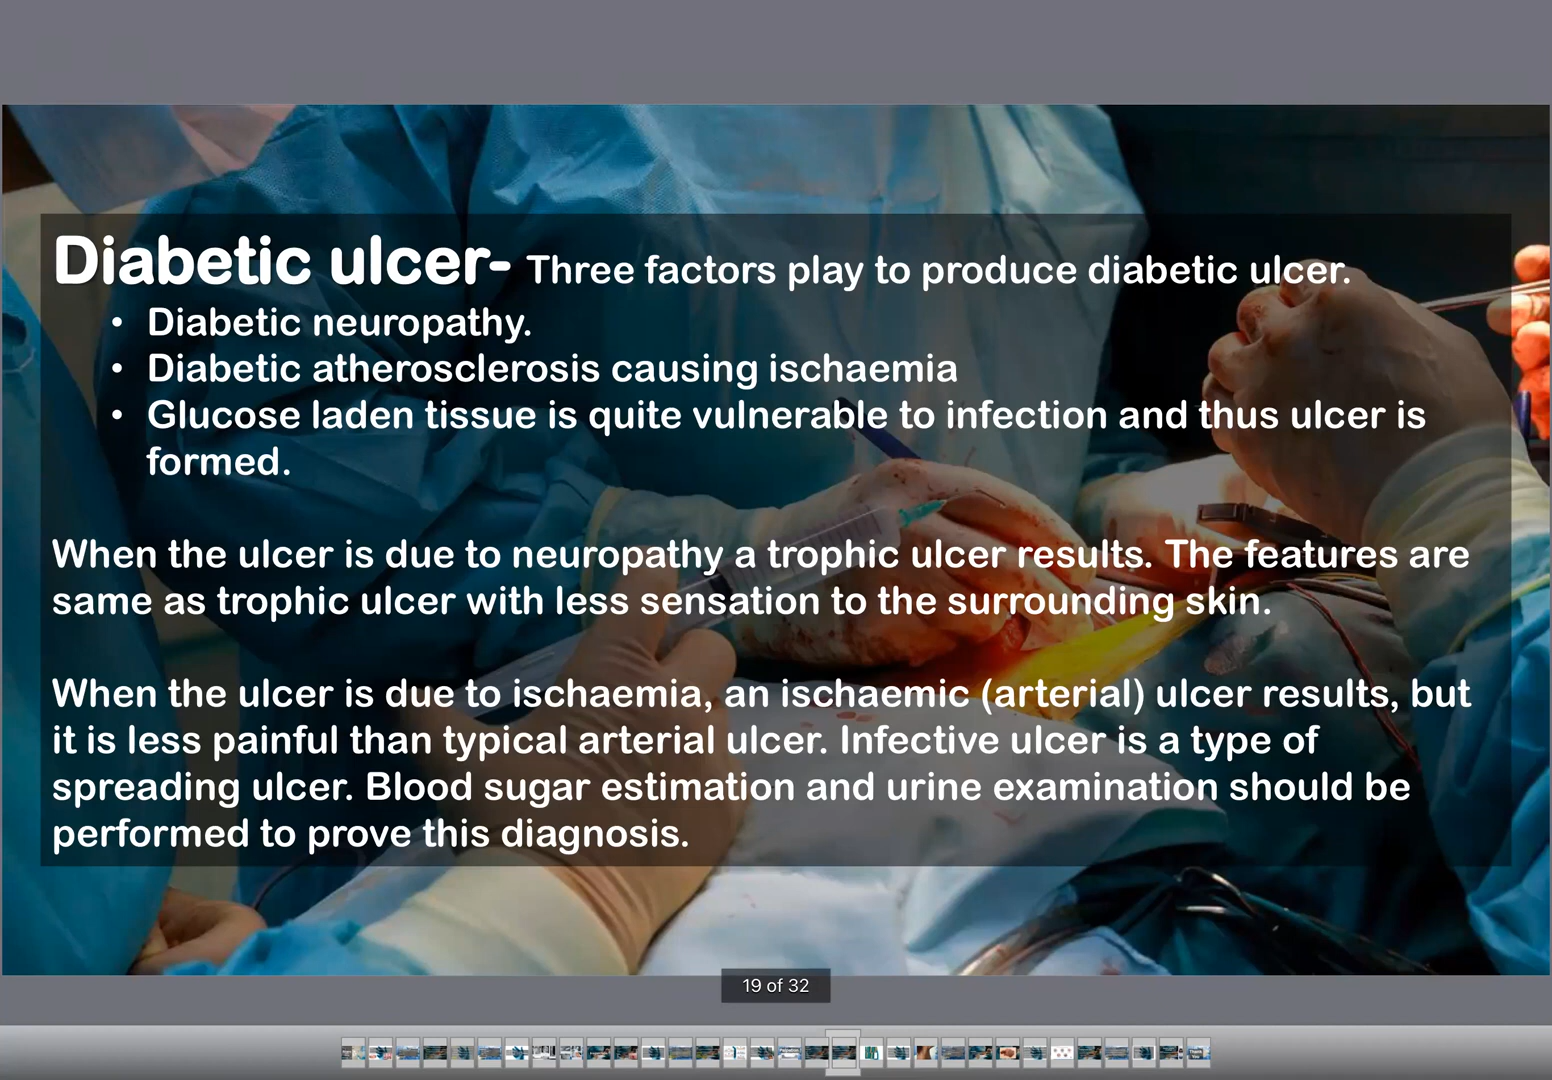 Diabetic ulcer- Three factors play to produce diabetic ulcer.
• Diabetic neuropathy.
• Diabetic atherosclerosis causing ischaemia
• Glucose laden tissue is quite vulnerable to infection and thus ulcer is
formed.
When the ulcer is due to neuropathy a trophic ulcer results. The features are
same as trophic ulcer with less sensation to the surrounding skin.
When the ulcer is due to ischaemia, an ischaemic (arterial) ulcer results, but
it is less painful than typical arterial ulcer. Infective ulcer is a type of
spreading ulcer. Blood sugar estimation and urine examination should be
performed to prove this diagnosis.
19 of 32